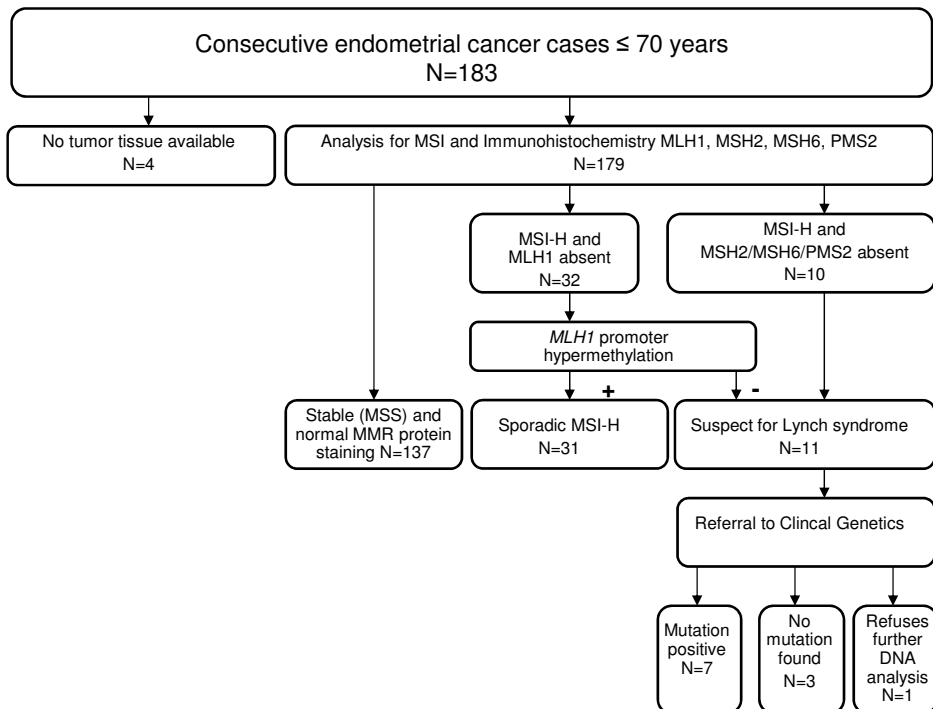 Consecutive endometrial cancer cases ≤ 70 years
N=183
No tumor tissue available
N=4
Analysis for MSI and Immunohistochemistry MLH1, MSH2, MSH6, PMS2
N=179
MSI-H and
MLH1 absent
N=32
MSI-H and
MSH2/MSH6/PMS2 absent
N=10
MLH1 promoter
hypermethylation
+
-
Stable (MSS) and
normal MMR protein
staining N=137
Sporadic MSI-H
N=31
Suspect for Lynch syndrome
N=11
Referral to Clincal Genetics
Mutation
positive
N=7
No
mutation
found
N=3
Refuses
further
DNA
analysis
N=1